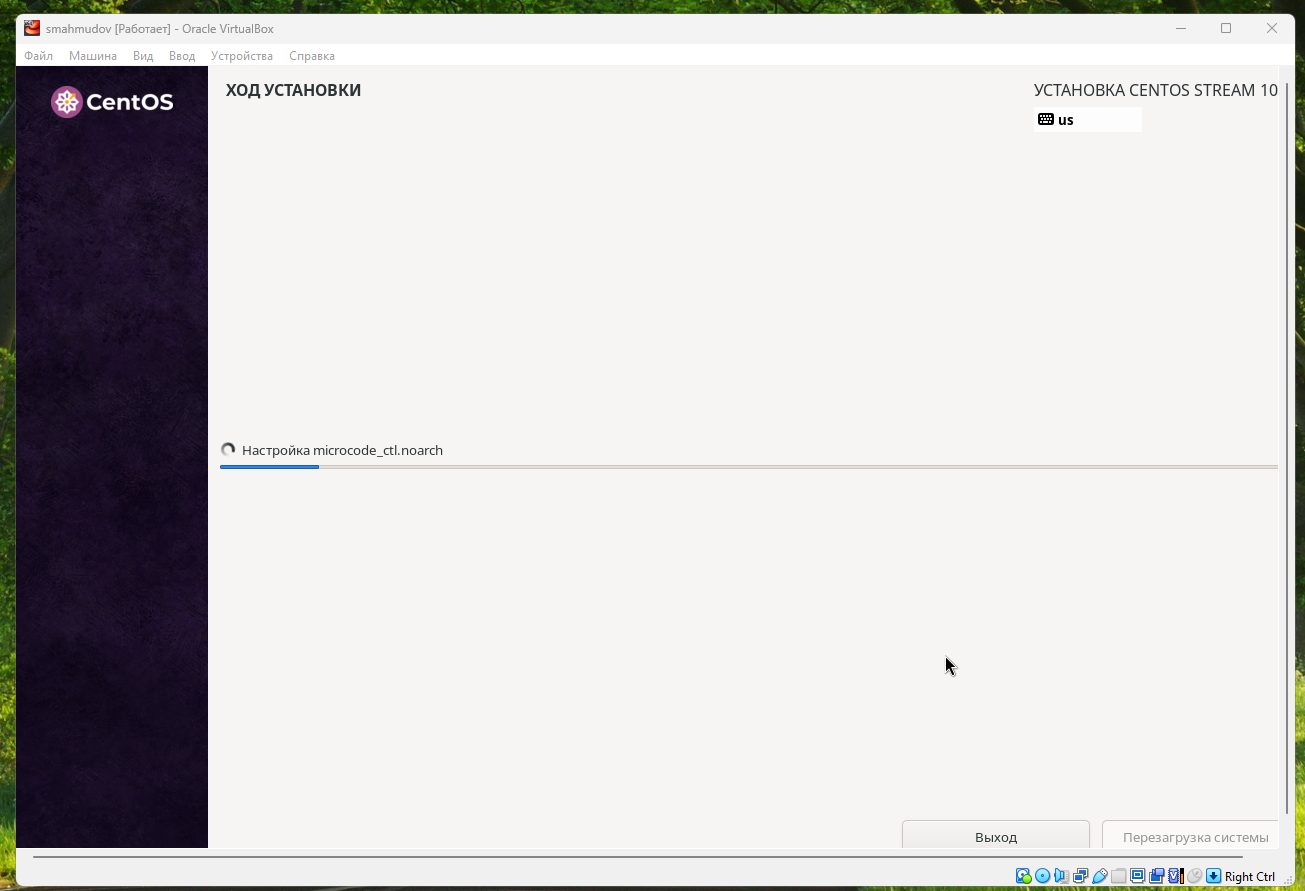 smahmudov [Работает] - Oracle VirtualBox
Файл Машина Вид Ввод Устройства Справка
CentOS
ХОД УСТАНОВКИ
УСТАНОВКА CENTOS STREAM 10
us
Настройка microcode_ctl.noarch
Выход
Перезагрузка системы
Right Ctrl